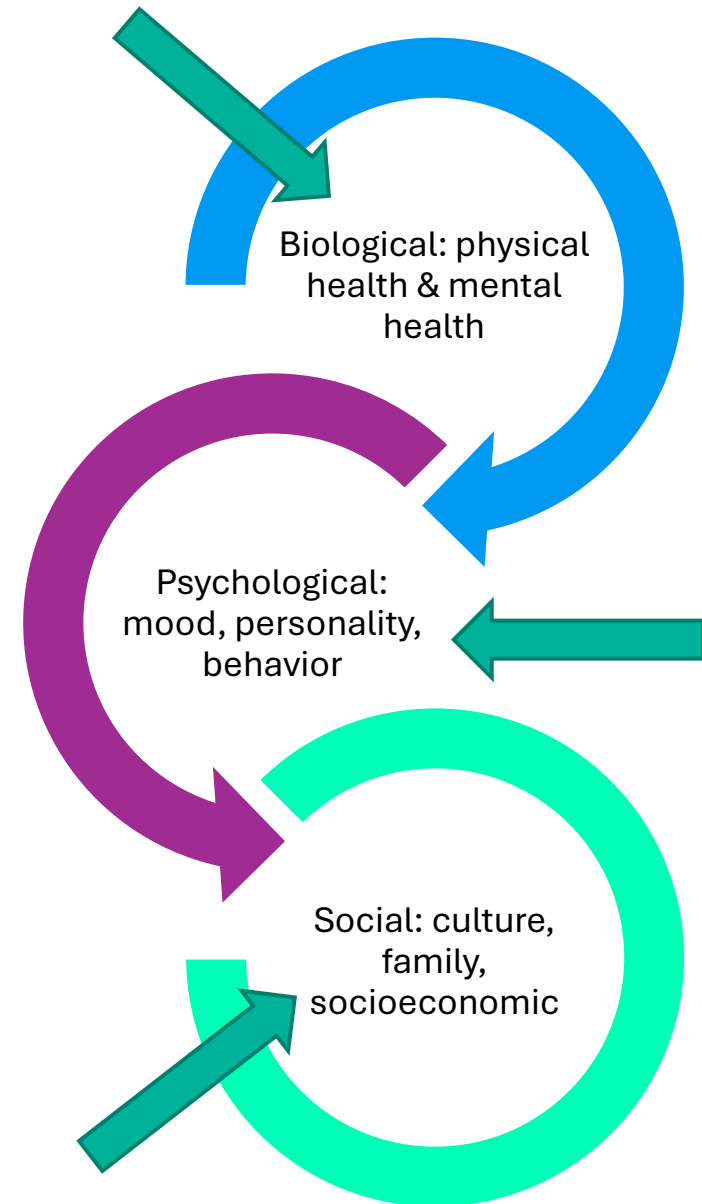 Biological: physical
health & mental
health
Psychological:
mood, personality,
behavior
Social: culture,
family,
socioeconomic